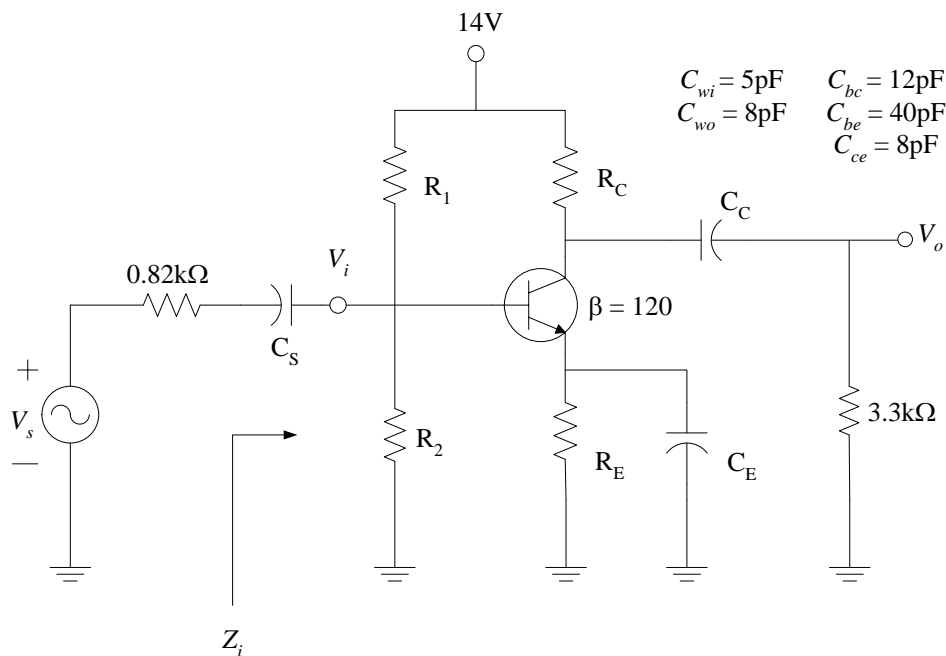 14V
C_wi = 5pF C_bc = 12pF
C_wo = 8pF C_be = 40pF
C_ce = 8pF
R_1
R_C
C_C
V_o
V_i
0.82kΩ
C_S
β = 120
+
V_s
–
R_2
R_E
C_E
3.3kΩ
Z_i